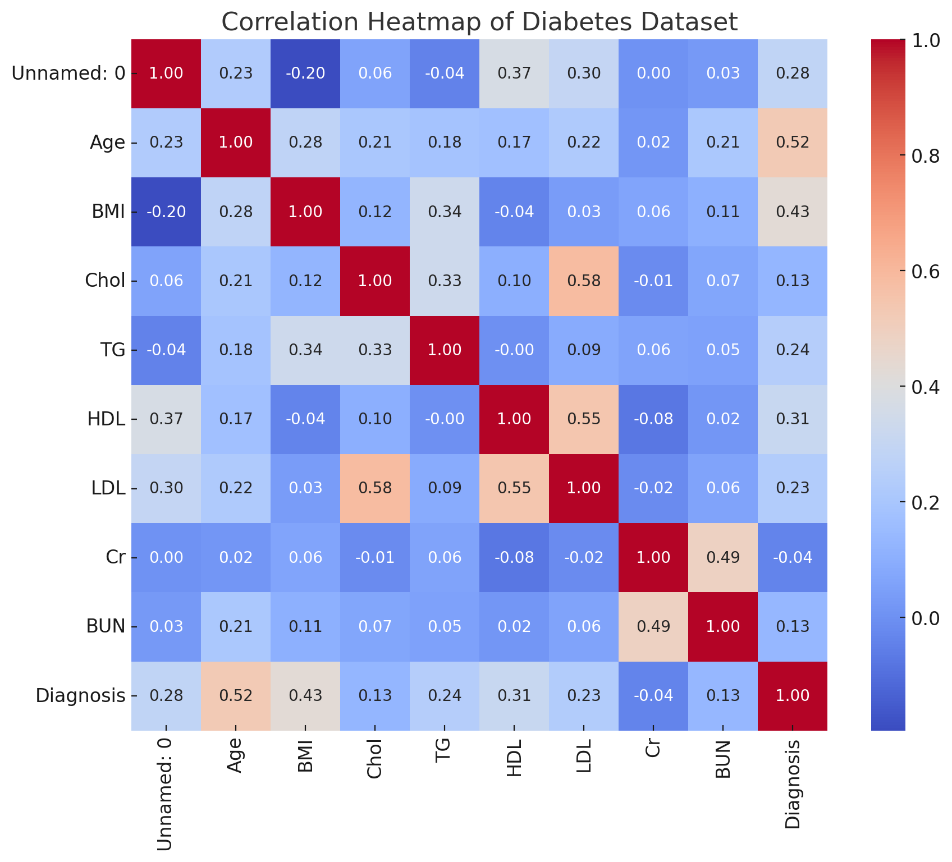 Correlation Heatmap of Diabetes Dataset
Unnamed: 0 1.00 0.23 -0.20 0.06 -0.04 0.37 0.30 0.00 0.03 0.28
Age 0.23 1.00 0.28 0.21 0.18 0.17 0.22 0.02 0.21 0.52
BMI -0.20 0.28 1.00 0.12 0.34 -0.04 0.03 0.06 0.11 0.43
Chol 0.06 0.21 0.12 1.00 0.33 0.10 0.58 -0.01 0.07 0.13
TG -0.04 0.18 0.34 0.33 1.00 -0.00 0.09 0.06 0.05 0.24
HDL 0.37 0.17 -0.04 0.10 -0.00 1.00 0.55 -0.08 0.02 0.31
LDL 0.30 0.22 0.03 0.58 0.09 0.55 1.00 -0.02 0.06 0.23
Cr 0.00 0.02 0.06 -0.01 0.06 -0.08 -0.02 1.00 0.49 -0.04
BUN 0.03 0.21 0.11 0.07 0.05 0.02 0.06 0.49 1.00 0.13
Diagnosis 0.28 0.52 0.43 0.13 0.24 0.31 0.23 -0.04 0.13 1.00
Unnamed: 0 Age BMI Chol TG HDL LDL Cr BUN Diagnosis
1.0
0.8
0.6
0.4
0.2
0.0